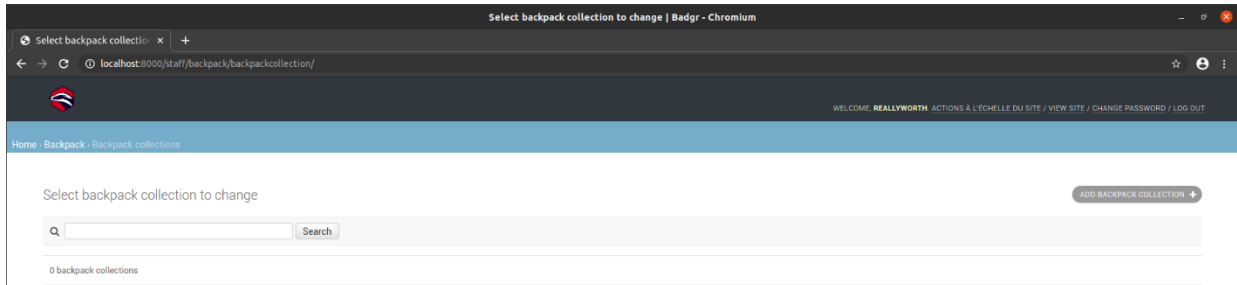 Select backpack collection to change | Badgr - Chromium
Select backpack collectio
localhost:8000/staff/backpack/backpackcollection/
WELCOME, REALLYWORTH. ACTIONS À L'ÉCHELLE DU SITE / VIEW SITE / CHANGE PASSWORD / LOG OUT
Home › Backpack › Backpack collections
Select backpack collection to change
ADD BACKPACK COLLECTION +
Search
0 backpack collections